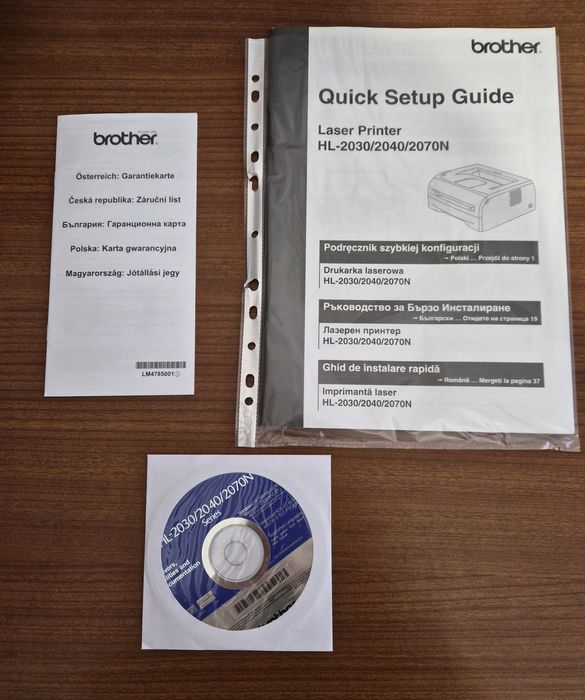 brother
Österreich: Garantiekarte
Česká republika: Záruční list
България: Гаранционна карта
Polska: Karta gwarancyjna
Magyarország: Jótállási jegy
LM4785001
brother
Quick Setup Guide
Laser Printer
HL-2030/2040/2070N
Podręcznik szybkiej konfiguracji
→ Polski ... Przejdź do strony 1
Drukarka laserowa
HL-2030/2040/2070N
Ръководство за Бързо Инсталиране
→ Български ... Отидете на страница 19
Лазерен принтер
HL-2030/2040/2070N
Ghid de instalare rapidă
→ Română ... Mergeţi la pagina 37
Imprimantă laser
HL-2030/2040/2070N
HL-2030/2040/2070N
Series